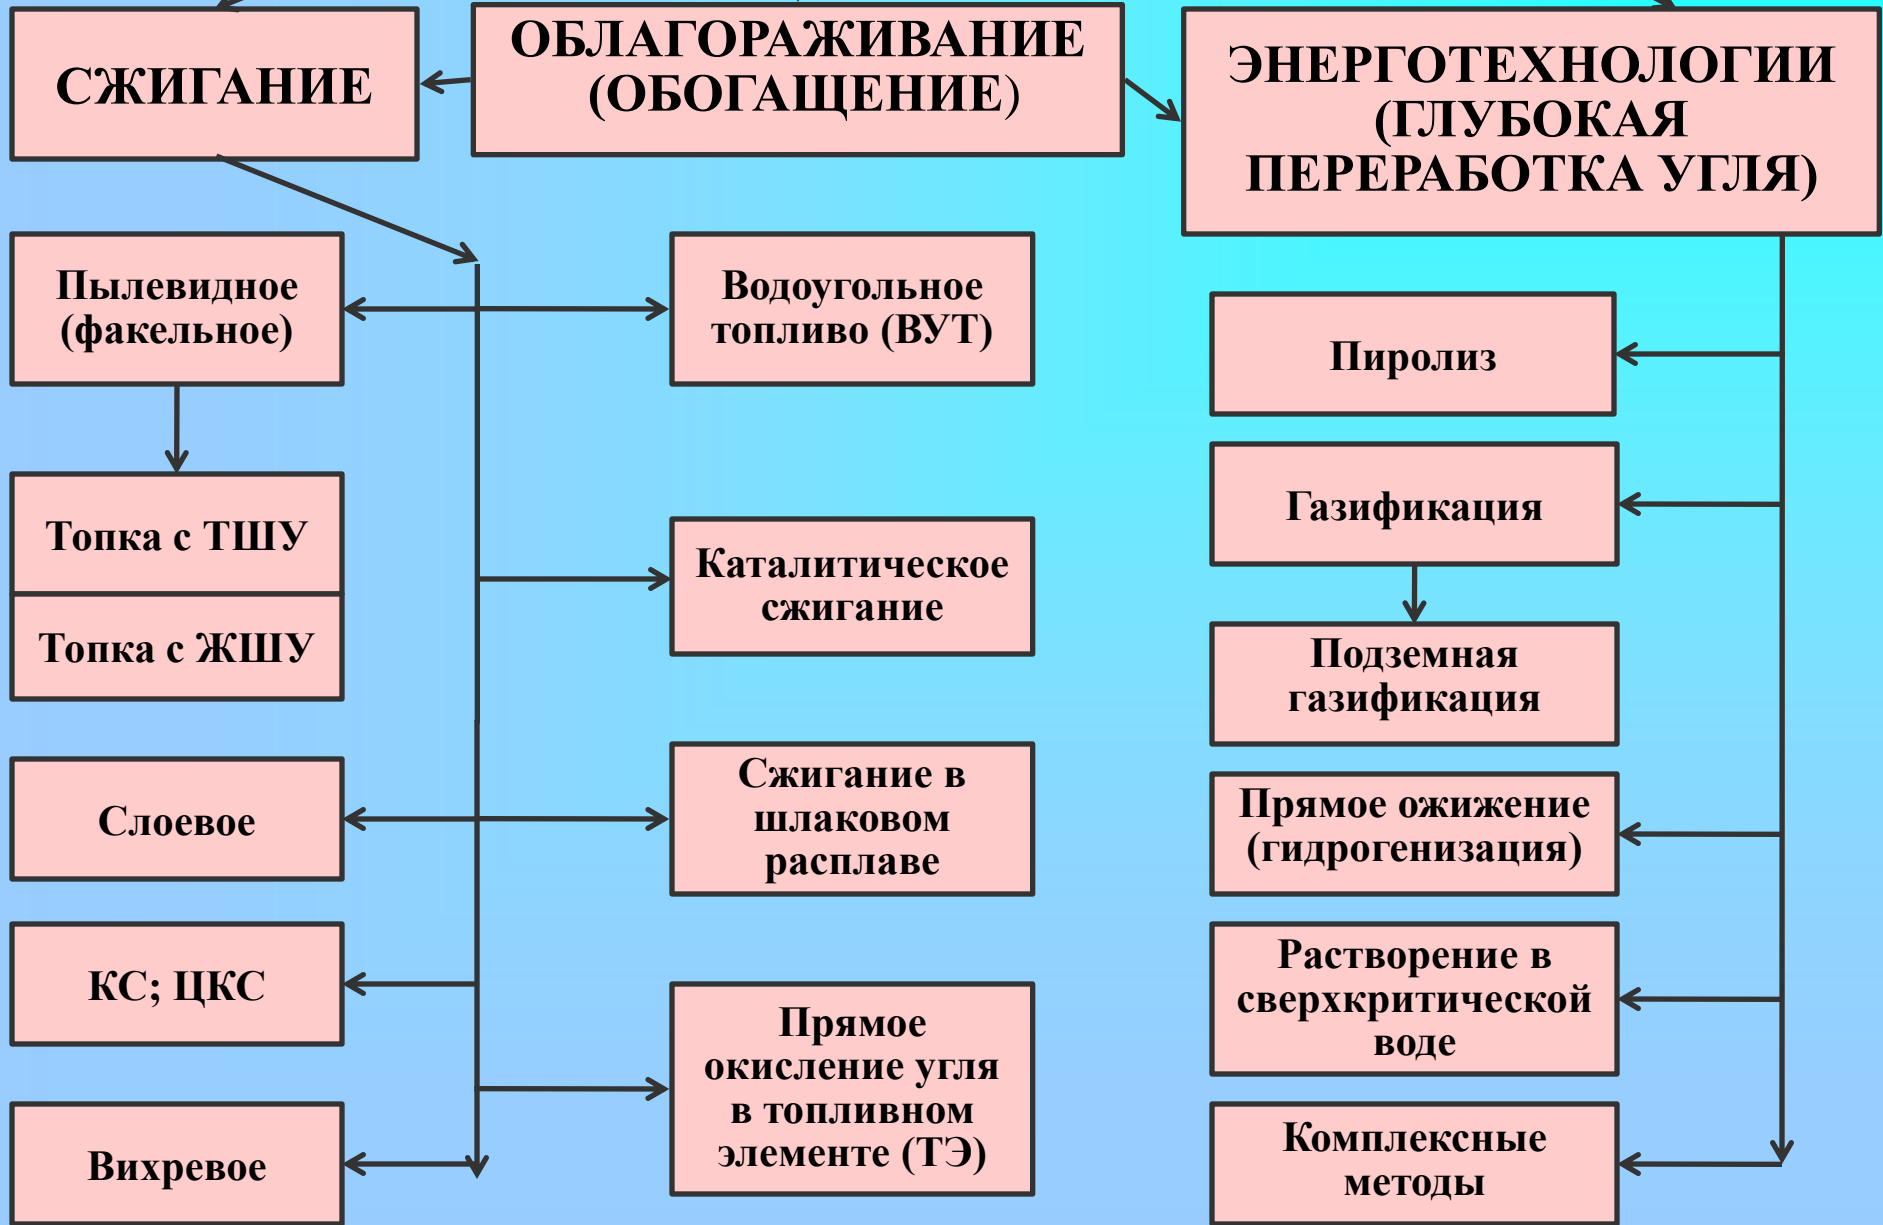 СЖИГАНИЕ
ОБЛАГОРАЖИВАНИЕ
(ОБОГАЩЕНИЕ)
ЭНЕРГОТЕХНОЛОГИИ
(ГЛУБОКАЯ
ПЕРЕРАБОТКА УГЛЯ)
Пылевидное
(факельное)
Топка с ТШУ
Топка с ЖШУ
Слоевое
КС; ЦКС
Вихревое
Водоугольное
топливо (ВУТ)
Каталитическое
сжигание
Сжигание в
шлаковом
расплаве
Прямое
окисление угля
в топливном
элементе (ТЭ)
Пиролиз
Газификация
Подземная
газификация
Прямое ожижение
(гидрогенизация)
Растворение в
сверхкритической
воде
Комплексные
методы